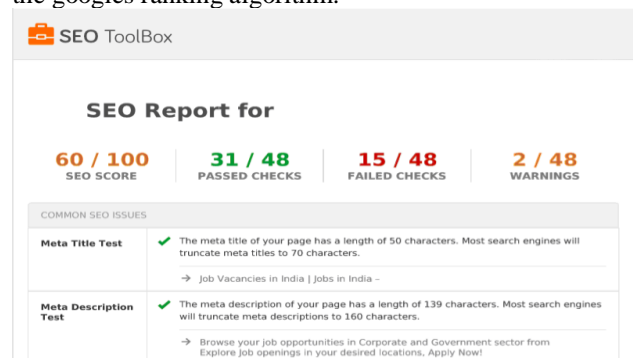 the googles ranking algorithm.
SEO ToolBox
SEO Report for
60 / 100
SEO SCORE
31 / 48
PASSED CHECKS
15 / 48
FAILED CHECKS
2 / 48
WARNINGS
COMMON SEO ISSUES
Meta Title Test
The meta title of your page has a length of 50 characters. Most search engines will
truncate meta titles to 70 characters.
→ Job Vacancies in India | Jobs in India –
Meta Description
Test
The meta description of your page has a length of 139 characters. Most search engines
will truncate meta descriptions to 160 characters.
→ Browse your job opportunities in Corporate and Government sector from
Explore Job openings in your desired locations, Apply Now!